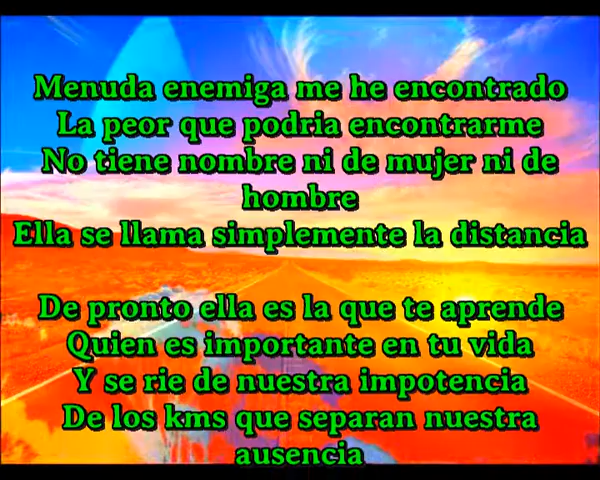 Menuda enemiga me he encontrado
La peor que podria encontrarme
No tiene nombre ni de mujer ni de
hombre
Ella se llama simplemente la distancia
De pronto ella es la que te aprende
Quien es importante en tu vida
Y se rie de nuestra impotencia
De los kms que separan nuestra
ausencia